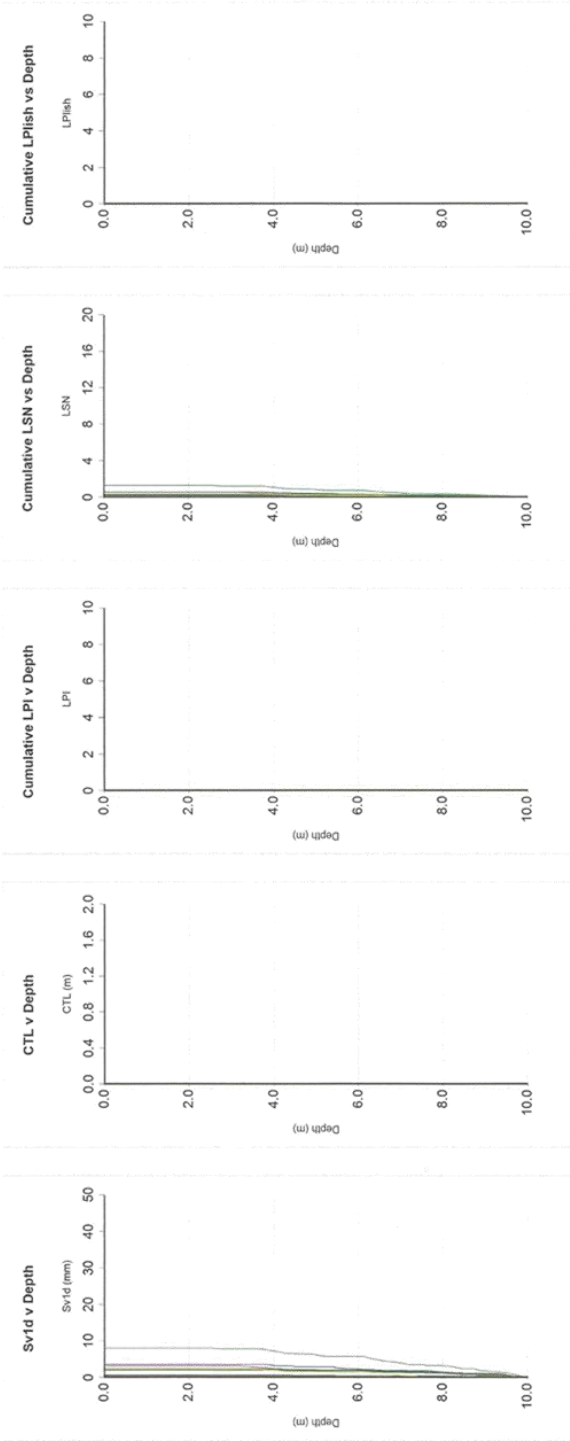 Cumulative LPIish vs Depth
LPIish
0 2 4 6 8 10
0.0
2.0
4.0
6.0
8.0
10.0
Depth (m)
Cumulative LSN vs Depth
LSN
0 4 8 12 16 20
0.0
2.0
4.0
6.0
8.0
10.0
Depth (m)
Cumulative LPI v Depth
LPI
0 2 4 6 8 10
0.0
2.0
4.0
6.0
8.0
10.0
Depth (m)
CTL v Depth
CTL (m)
0.0 0.4 0.8 1.2 1.6 2.0
0.0
2.0
4.0
6.0
8.0
10.0
Depth (m)
Sv1d v Depth
Sv1d (mm)
0 10 20 30 40 50
0.0
2.0
4.0
6.0
8.0
10.0
Depth (m)